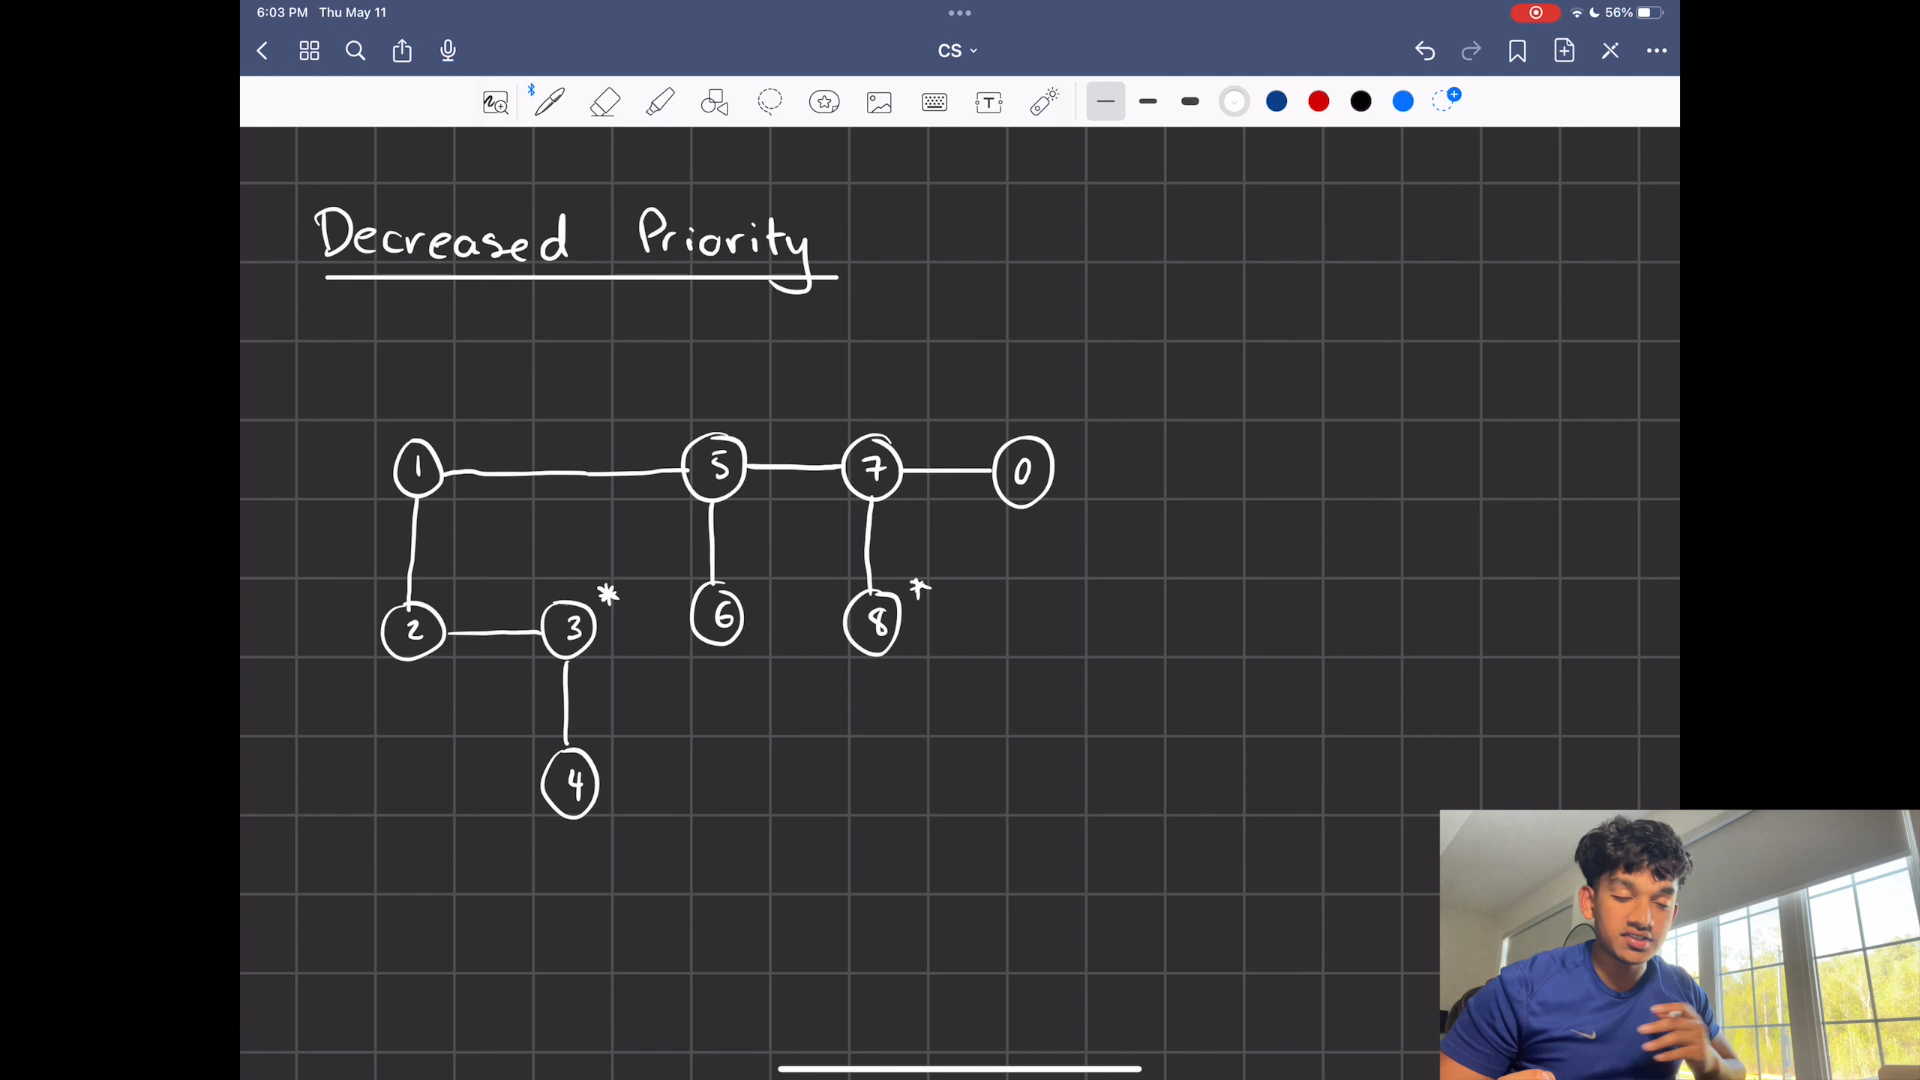 6:03 PM Thu May 11
56%
CS
T
Decreased Priority
1 5 7 0
2 3 * 6 8 *
4